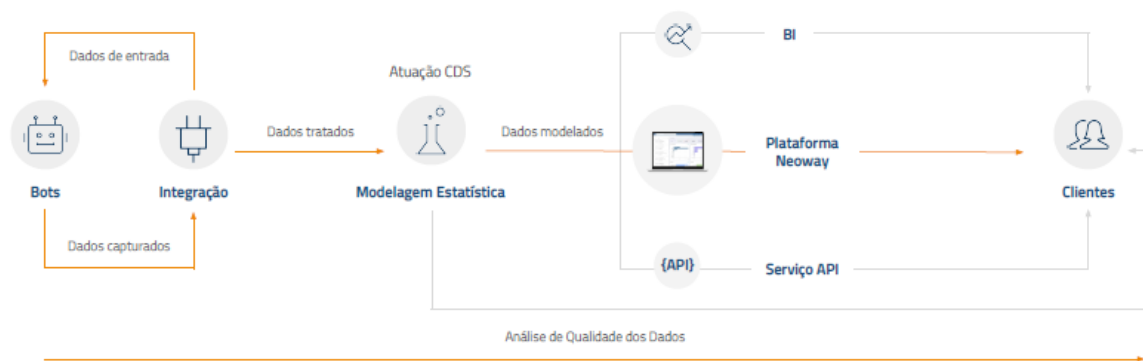 BI
Dados de entrada
Atuação CDS
Dados tratados
Dados modelados
Plataforma
Neoway
Bots
Integração
Modelagem Estatística
Clientes
Dados capturados
{API}
Serviço API
Análise de Qualidade dos Dados